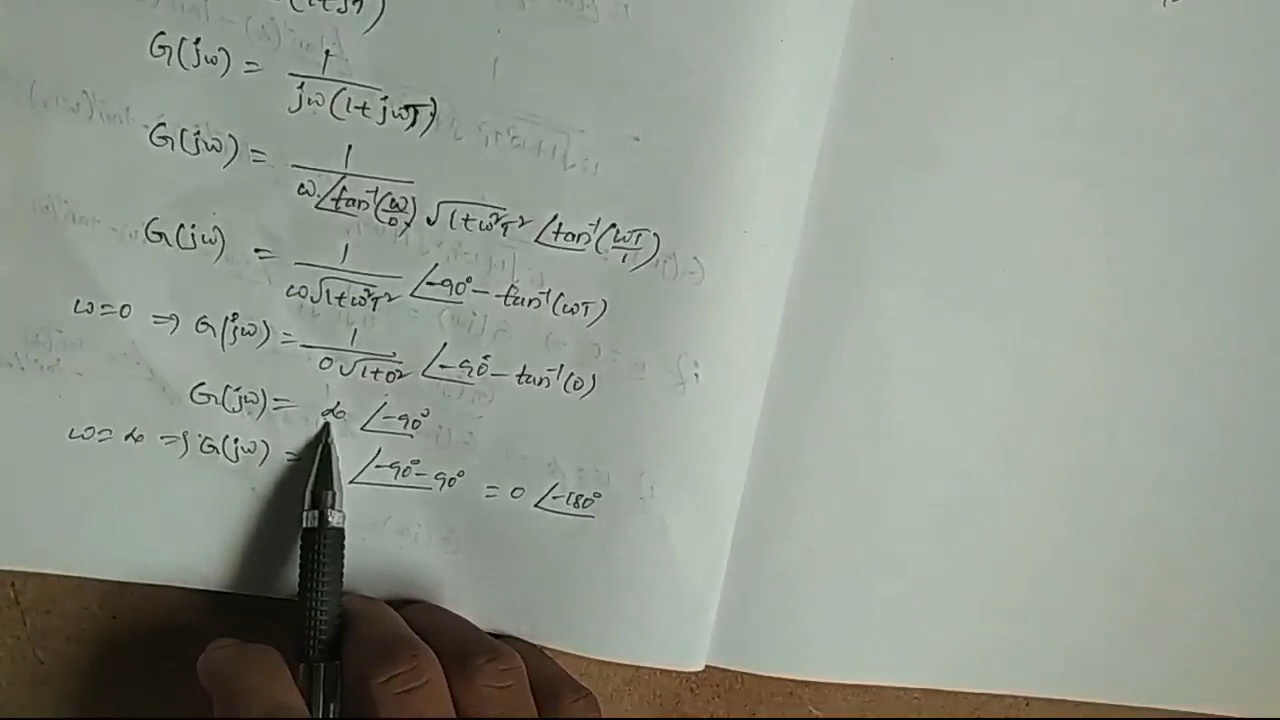 (1+jT)
G(jω) = 1/jω(1+jωT)
G(jω) = 1/ω∠tan⁻¹(ω/0) √1+ω²T² ∠tan⁻¹(ωT/1)
G(jω) = 1/ω√1+ω²T² ∠-90° - tan⁻¹(ωT)
ω=0 ⇒ G(jω) = 1/0√1+0² ∠-90° - tan⁻¹(0)
G(jω) = ∞ ∠-90°
ω=∞ ⇒ G(jω) = ∠-90°-90° = 0 ∠-180°